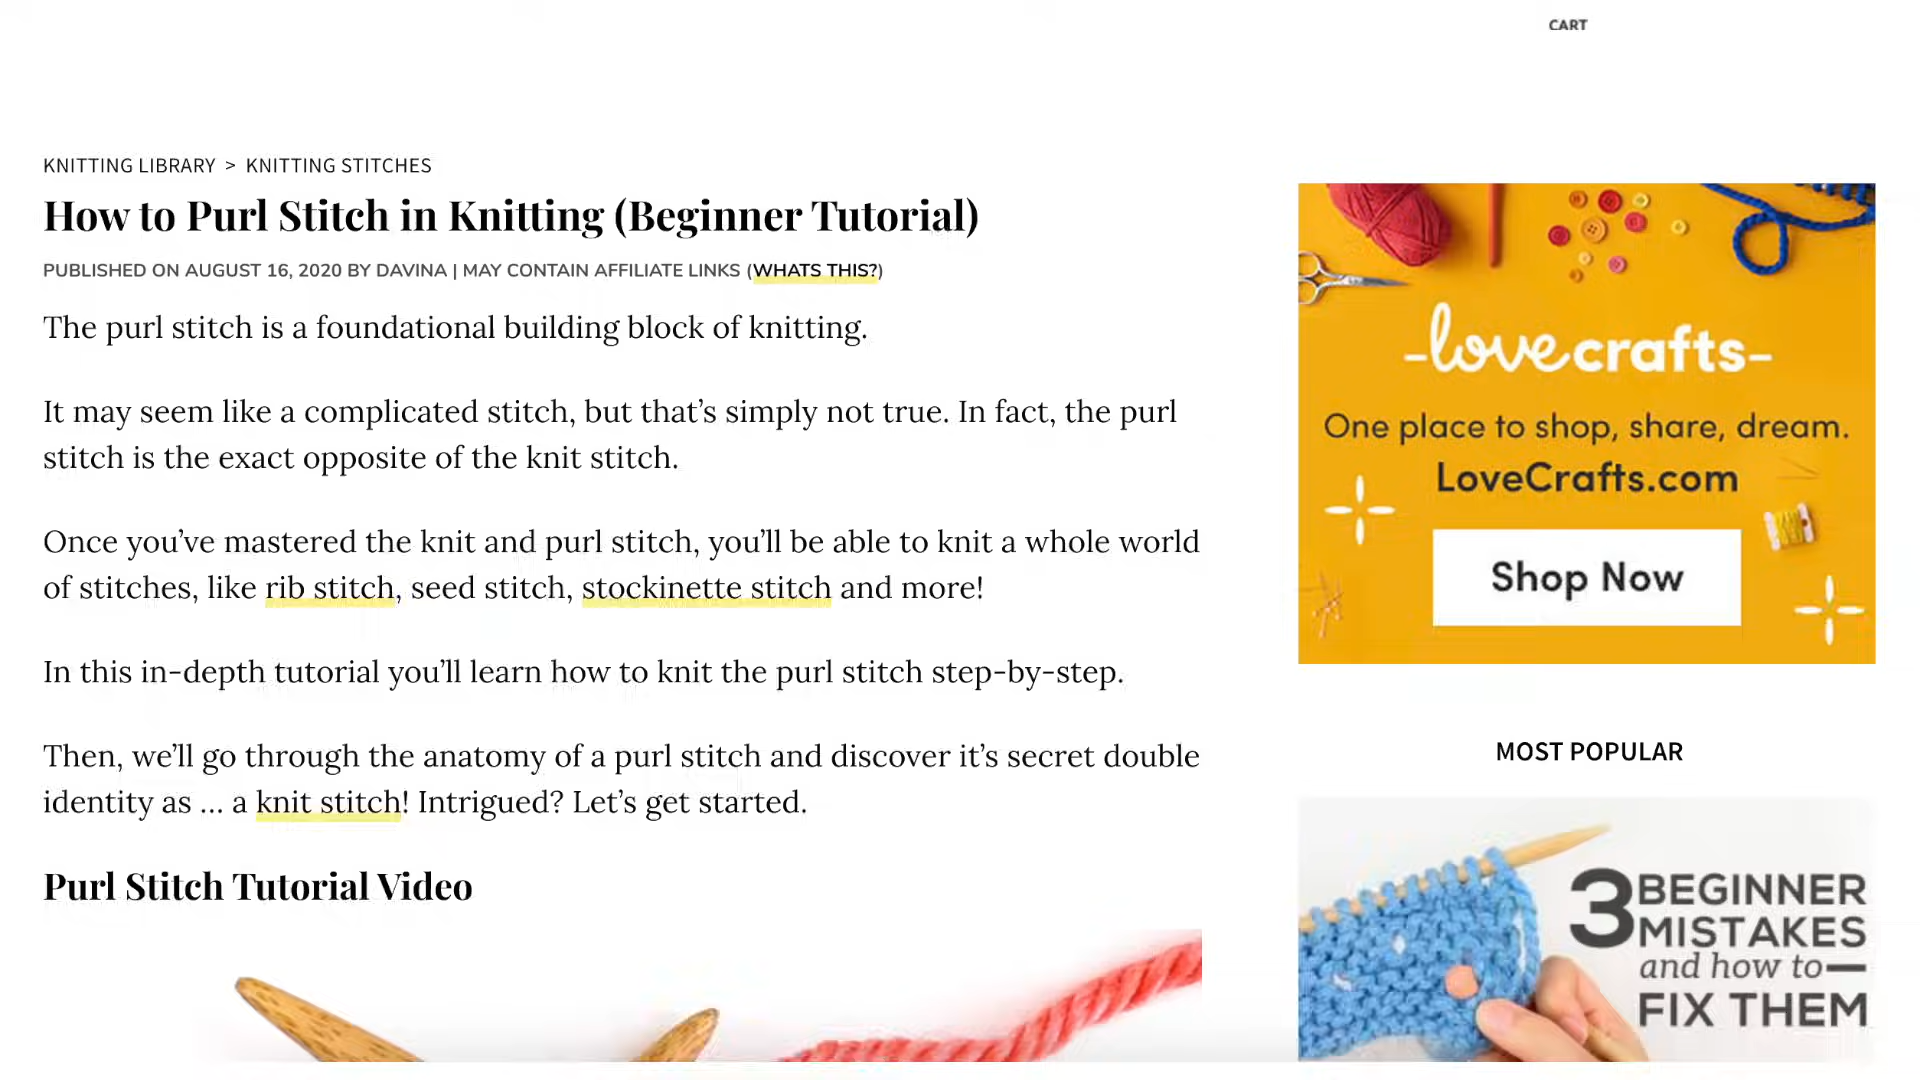 CART
KNITTING LIBRARY > KNITTING STITCHES
How to Purl Stitch in Knitting (Beginner Tutorial)
PUBLISHED ON AUGUST 16, 2020 BY DAVINA | MAY CONTAIN AFFILIATE LINKS (WHATS THIS?)
The purl stitch is a foundational building block of knitting.
It may seem like a complicated stitch, but that’s simply not true. In fact, the purl
stitch is the exact opposite of the knit stitch.
Once you’ve mastered the knit and purl stitch, you’ll be able to knit a whole world
of stitches, like rib stitch, seed stitch, stockinette stitch and more!
In this in-depth tutorial you’ll learn how to knit the purl stitch step-by-step.
Then, we’ll go through the anatomy of a purl stitch and discover it’s secret double
identity as … a knit stitch! Intrigued? Let’s get started.
Purl Stitch Tutorial Video
-lovecrafts-
One place to shop, share, dream.
LoveCrafts.com
Shop Now
MOST POPULAR
3 BEGINNER
MISTAKES
and how to—
FIX THEM